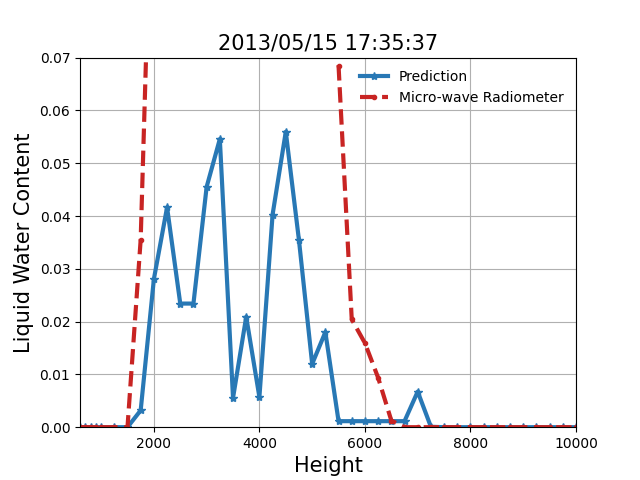 2013/05/15 17:35:37
0.07
0.06
0.05
0.04
0.03
0.02
0.01
0.00
Liquid Water Content
Prediction
Micro-wave Radiometer
2000 4000 6000 8000 10000
Height